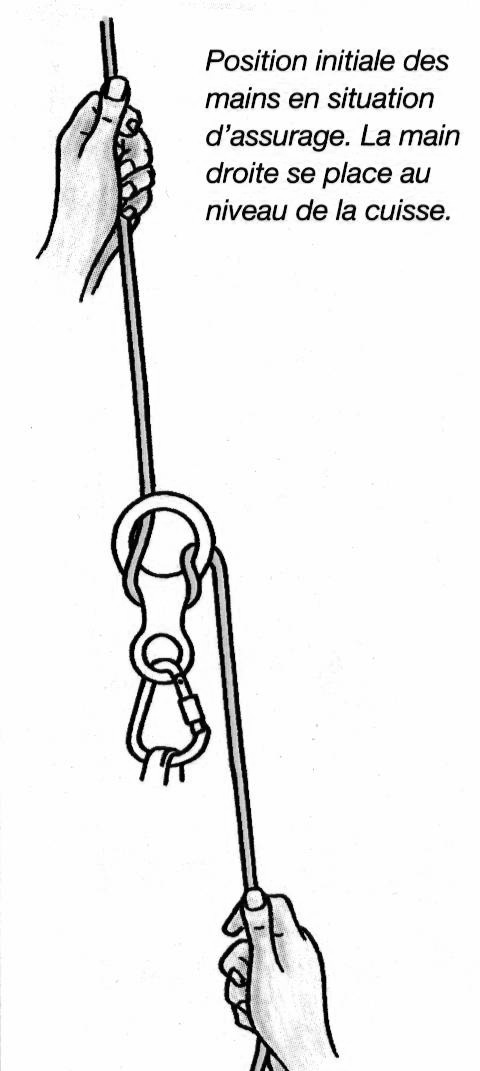 Position initiale des
mains en situation
d'assurage. La main
droite se place au
niveau de la cuisse.